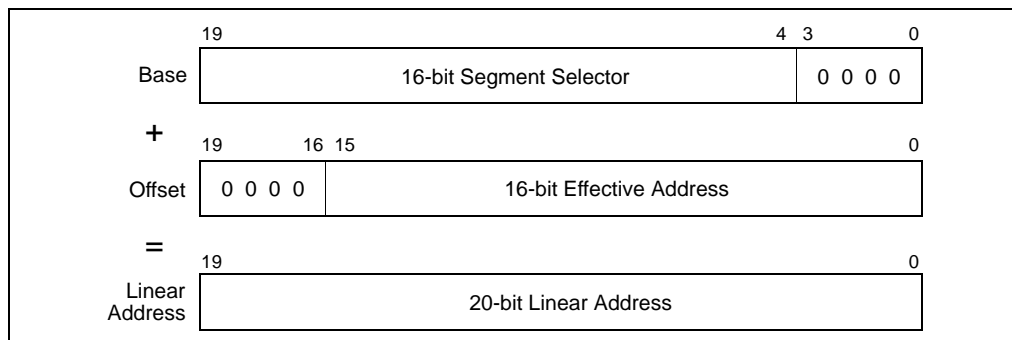 19 4 3 0
Base 16-bit Segment Selector 0 0 0 0
+
19 16 15 0
Offset 0 0 0 0 16-bit Effective Address
=
19 0
Linear
Address
20-bit Linear Address